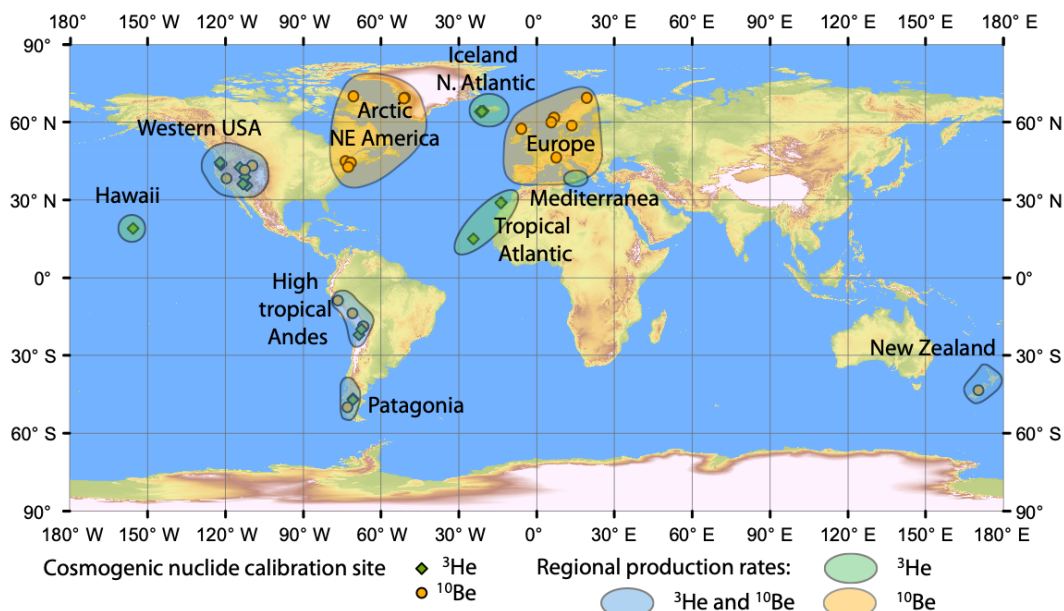 180° W 150° W 120° W 90° W 60° W 30° W 0° 30° E 60° E 90° E 120° E 150° E 180° E
90° 90°
Iceland
N. Atlantic
Arctic
NE America
60° N 60° N
Western USA
Europe
Hawaii
30° N 30° N
Mediterranea
Tropical
Atlantic
0° 0°
High
tropical
Andes
30° S 30° S
New Zealand
Patagonia
60° S 60° S
90° 90°
180° W 150° W 120° W 90° W 60° W 30° W 0° 30° E 60° E 90° E 120° E 150° E 180° E
Cosmogenic nuclide calibration site
³He
¹⁰Be
Regional production rates:
³He
³He and ¹⁰Be
¹⁰Be